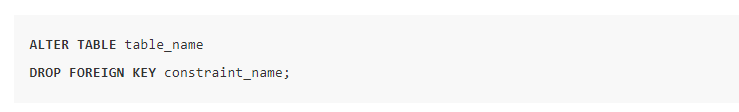 ALTER TABLE table_name
DROP FOREIGN KEY constraint_name;